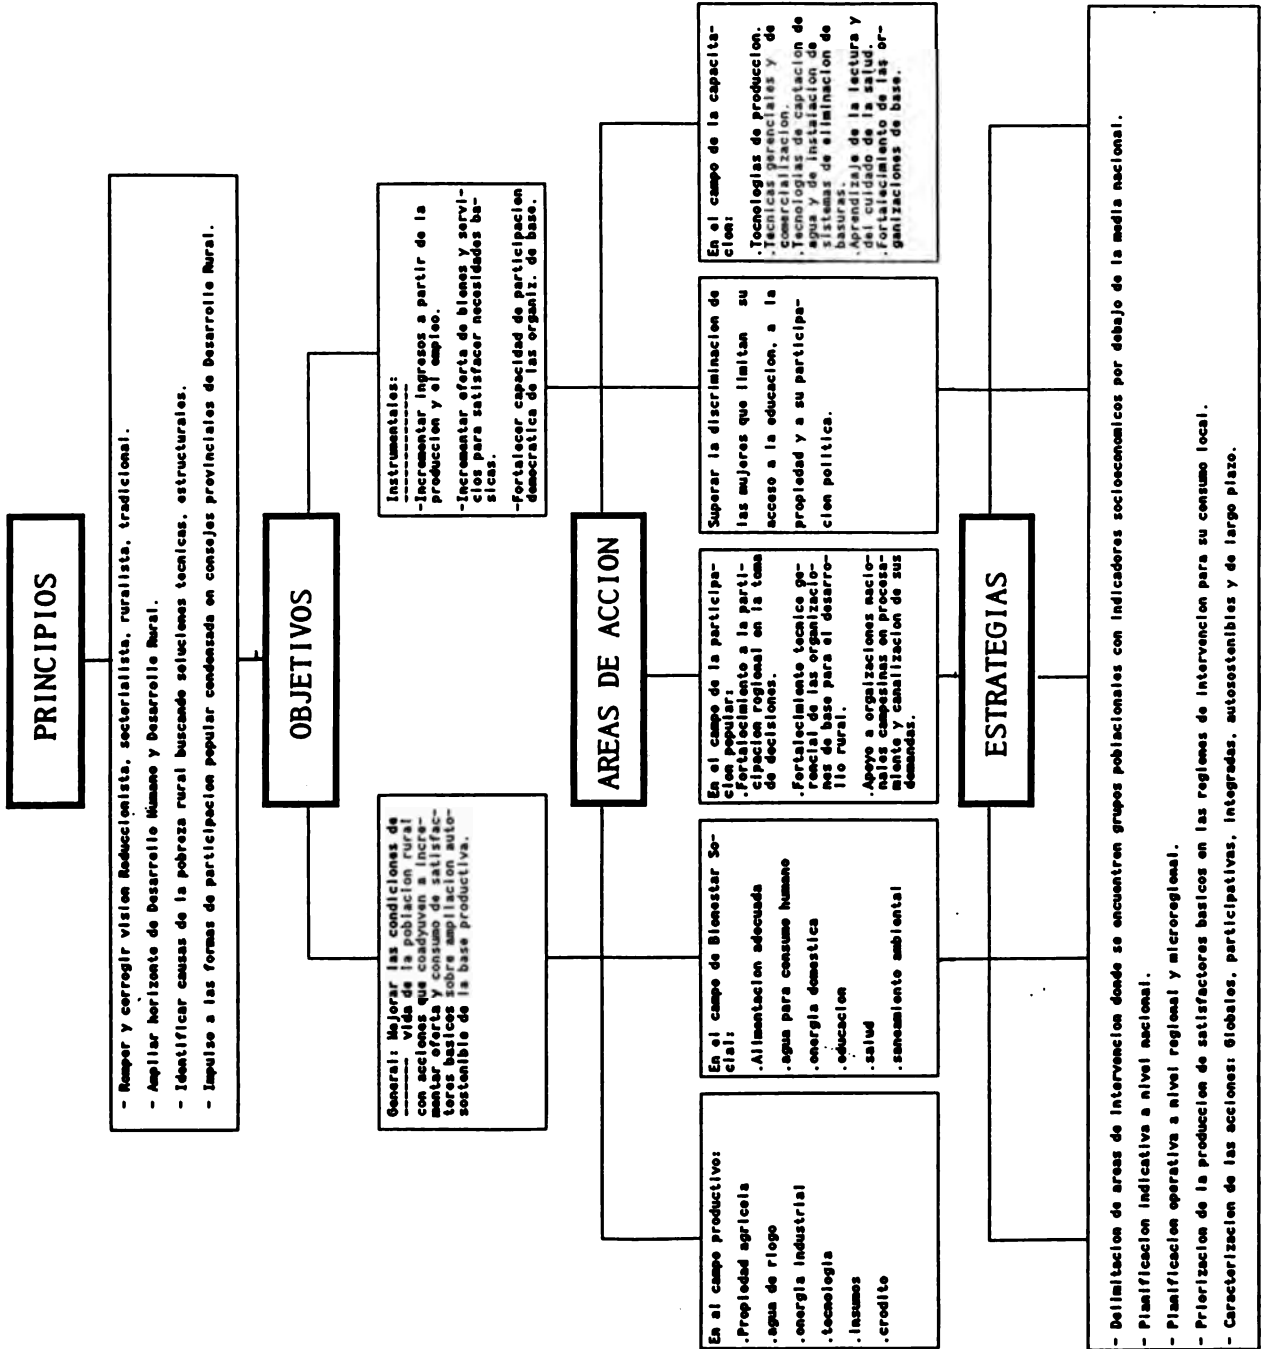 PRINCIPIOS
- Romper y corregir vision Reduccionista, sectorialista, ruralista, tradicional.
- Ampliar horizonte de Desarrollo Humano y Desarrollo Rural.
- Identificar causas de la pobreza rural buscando soluciones tecnicas, estructurales.
- Impulso a las formas de participacion popular condensada en consejos provinciales de Desarrollo Rural.
OBJETIVOS
General: Mejorar las condiciones de
------- vida de la poblacion rural
con acciones que coadyuven a incre-
mentar oferta y consumo de satisfac-
tores basicos sobre ampliacion auto-
sostenible de la base productiva.
Instrumentales:
--------------
-Incrementar ingresos a partir de la
produccion y el empleo.
-Incrementar oferta de bienes y servi-
cios para satisfacer necesidades ba-
sicas.
-Fortalecer capacidad de participacion
democratica de las organiz. de base.
AREAS DE ACCION
En al campo productivo:
.Propiedad agricola
.agua de riego
.energia industrial
.tecnologia
.insumos
.credito
En el campo de Bienestar So-
cial:
.Alimentacion adecuada
.agua para consumo humano
.energia domestica
.educacion
.salud
.saneamiento ambiental
En el campo de la participa-
cion popular:
.Fortalecimiento a la parti-
cipacion regional en la toma
de decisiones.
.Fortalecimiento tecnico ge-
rencial de las organizacio-
nes de base para el desarro-
llo rural.
.Apoyo a orgaizaciones nacio-
nales campesinas en procesa-
miento y canalizacion de sus
demandas.
Superar la discriminacion de
las mujeres que limitan su
acceso a la educacion, a la
propiedad y a su participa-
cion politica.
En el campo de la capacita-
cion:
.Tecnologias de produccion.
.Tecnicas gerenciales y de
comercializacion.
.Tecnologias de captacion de
agua y de instalacion de
sistemas de eliminacion de
basuras.
.Aprendizaje de la lectura y
del cuidado de la salud.
.Fortalecimiento de las or-
ganizaciones de base.
ESTRATEGIAS
- Delimitacion de areas de intervencion donde se encuentren grupos poblacionales con indicadores socioeconomicos por debajo de la media nacional.
- Planificacion indicativa a nivel nacional.
- Planificacion operativa a nivel regional y microregional.
- Priorizacion de la produccion de satisfactores basicos en las regiones de intervencion para su consumo local.
- Caracterizacion de las acciones: Globales, participativas, integradas, autosostenibles y de largo plazo.